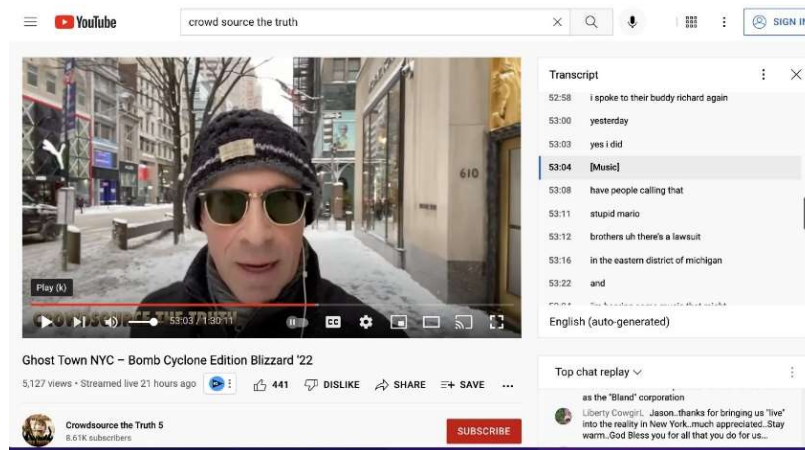 YouTube
crowd source the truth
SIGN IN
610
Play (k)
CROWDSOURCE THE TRUTH
53:03 / 1:30:11
CC
Ghost Town NYC – Bomb Cyclone Edition Blizzard '22
5,127 views • Streamed live 21 hours ago
441
DISLIKE
SHARE
SAVE
Crowdsource the Truth 5
8.61K subscribers
SUBSCRIBE
Transcript
52:58 i spoke to their buddy richard again
53:00 yesterday
53:03 yes i did
53:04 [Music]
53:08 have people calling that
53:11 stupid mario
53:12 brothers uh there's a lawsuit
53:16 in the eastern district of michigan
53:22 and
English (auto-generated)
Top chat replay
as the "Bland" corporation
Liberty CowgirL Jason..thanks for bringing us "live"
into the reality in New York..much appreciated..Stay
warm..God Bless you for all that you do for us...